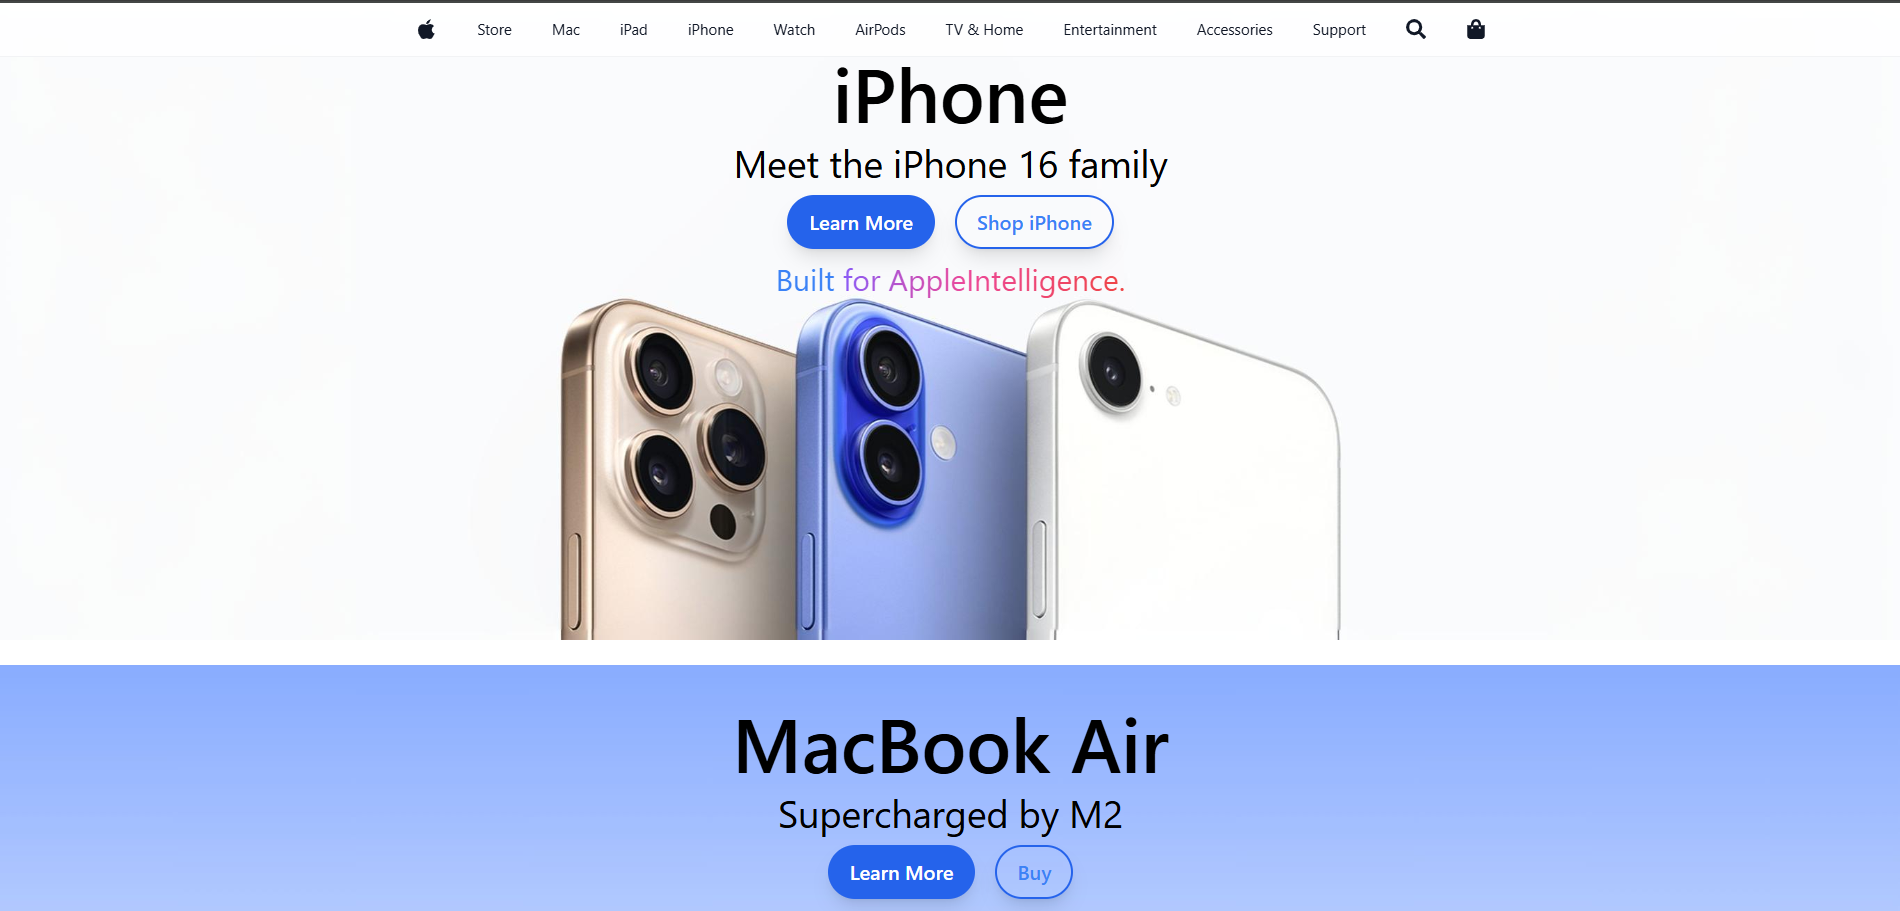 Store Mac iPad iPhone Watch AirPods TV & Home Entertainment Accessories Support
iPhone
Meet the iPhone 16 family
Learn More Shop iPhone
Built for AppleIntelligence.
MacBook Air
Supercharged by M2
Learn More Buy